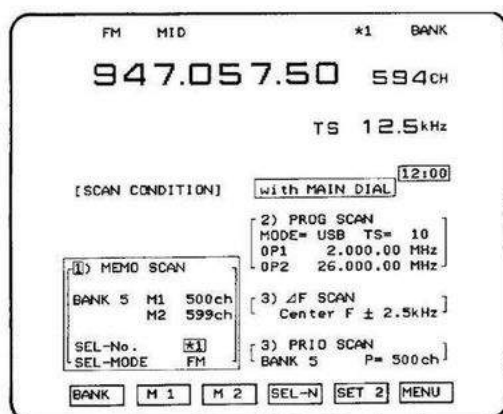 FM MID *1 BANK
947.057.50 594CH
TS 12.5kHz
12:00
[SCAN CONDITION] with MAIN DIAL
2) PROG SCAN
MODE= USB TS= 10
0P1 2.000.00 MHz
0P2 26.000.00 MHz
1) MEMO SCAN
BANK 5 M1 500ch
M2 599ch
SEL-No. *1
SEL-MODE FM
3) ⊿F SCAN
Center F ± 2.5kHz
3) PRIO SCAN
BANK 5 P= 500ch
BANK M 1 M 2 SEL-N SET 2 MENU